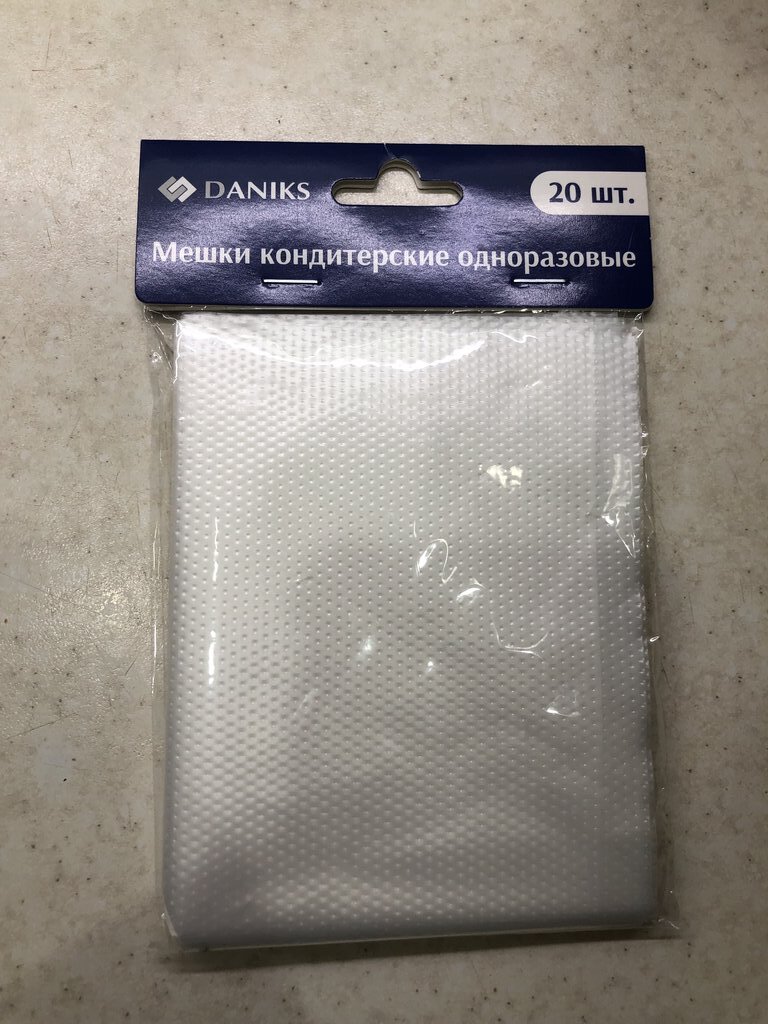 DANIKS
20 шт.
Мешки кондитерские одноразовые